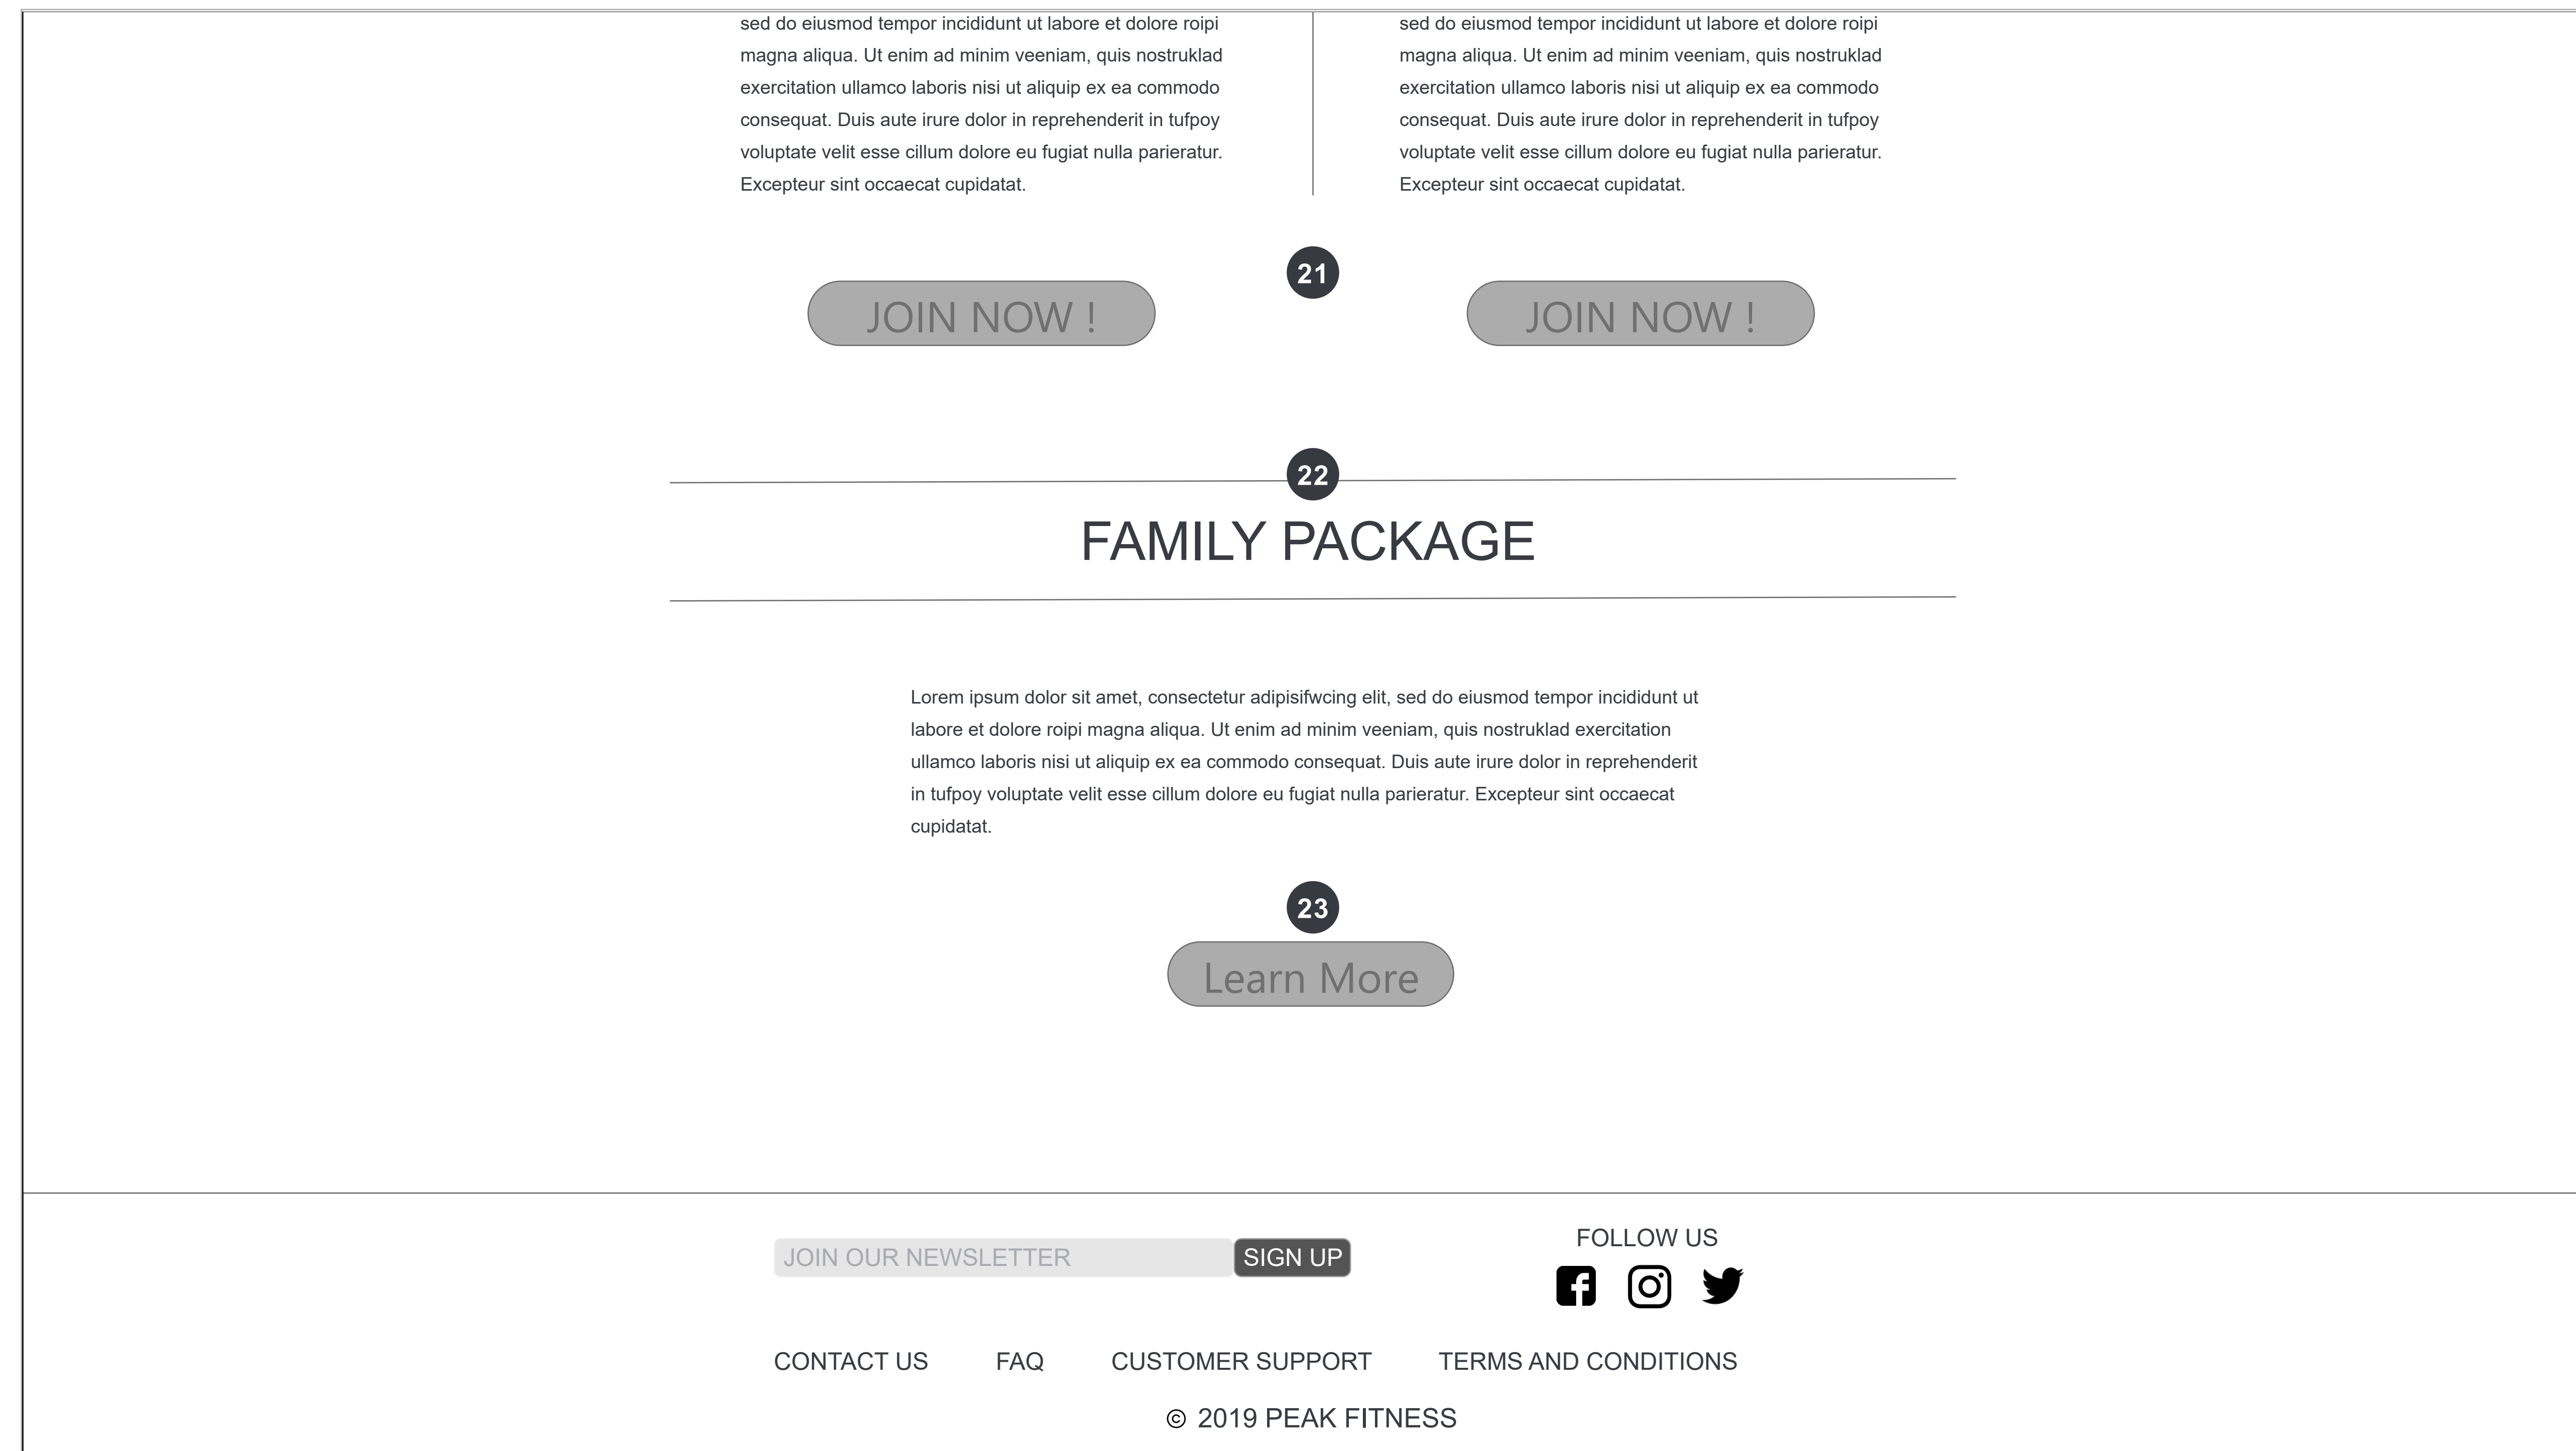 sed do eiusmod tempor incididunt ut labore et dolore roipi
magna aliqua. Ut enim ad minim veeniam, quis nostruklad
exercitation ullamco laboris nisi ut aliquip ex ea commodo
consequat. Duis aute irure dolor in reprehenderit in tufpoy
voluptate velit esse cillum dolore eu fugiat nulla parieratur.
Excepteur sint occaecat cupidatat.
sed do eiusmod tempor incididunt ut labore et dolore roipi
magna aliqua. Ut enim ad minim veeniam, quis nostruklad
exercitation ullamco laboris nisi ut aliquip ex ea commodo
consequat. Duis aute irure dolor in reprehenderit in tufpoy
voluptate velit esse cillum dolore eu fugiat nulla parieratur.
Excepteur sint occaecat cupidatat.
21
JOIN NOW !
JOIN NOW !
22
FAMILY PACKAGE
Lorem ipsum dolor sit amet, consectetur adipisifwcing elit, sed do eiusmod tempor incididunt ut
labore et dolore roipi magna aliqua. Ut enim ad minim veeniam, quis nostruklad exercitation
ullamco laboris nisi ut aliquip ex ea commodo consequat. Duis aute irure dolor in reprehenderit
in tufpoy voluptate velit esse cillum dolore eu fugiat nulla parieratur. Excepteur sint occaecat
cupidatat.
23
Learn More
JOIN OUR NEWSLETTER
SIGN UP
FOLLOW US
CONTACT US
FAQ
CUSTOMER SUPPORT
TERMS AND CONDITIONS
© 2019 PEAK FITNESS